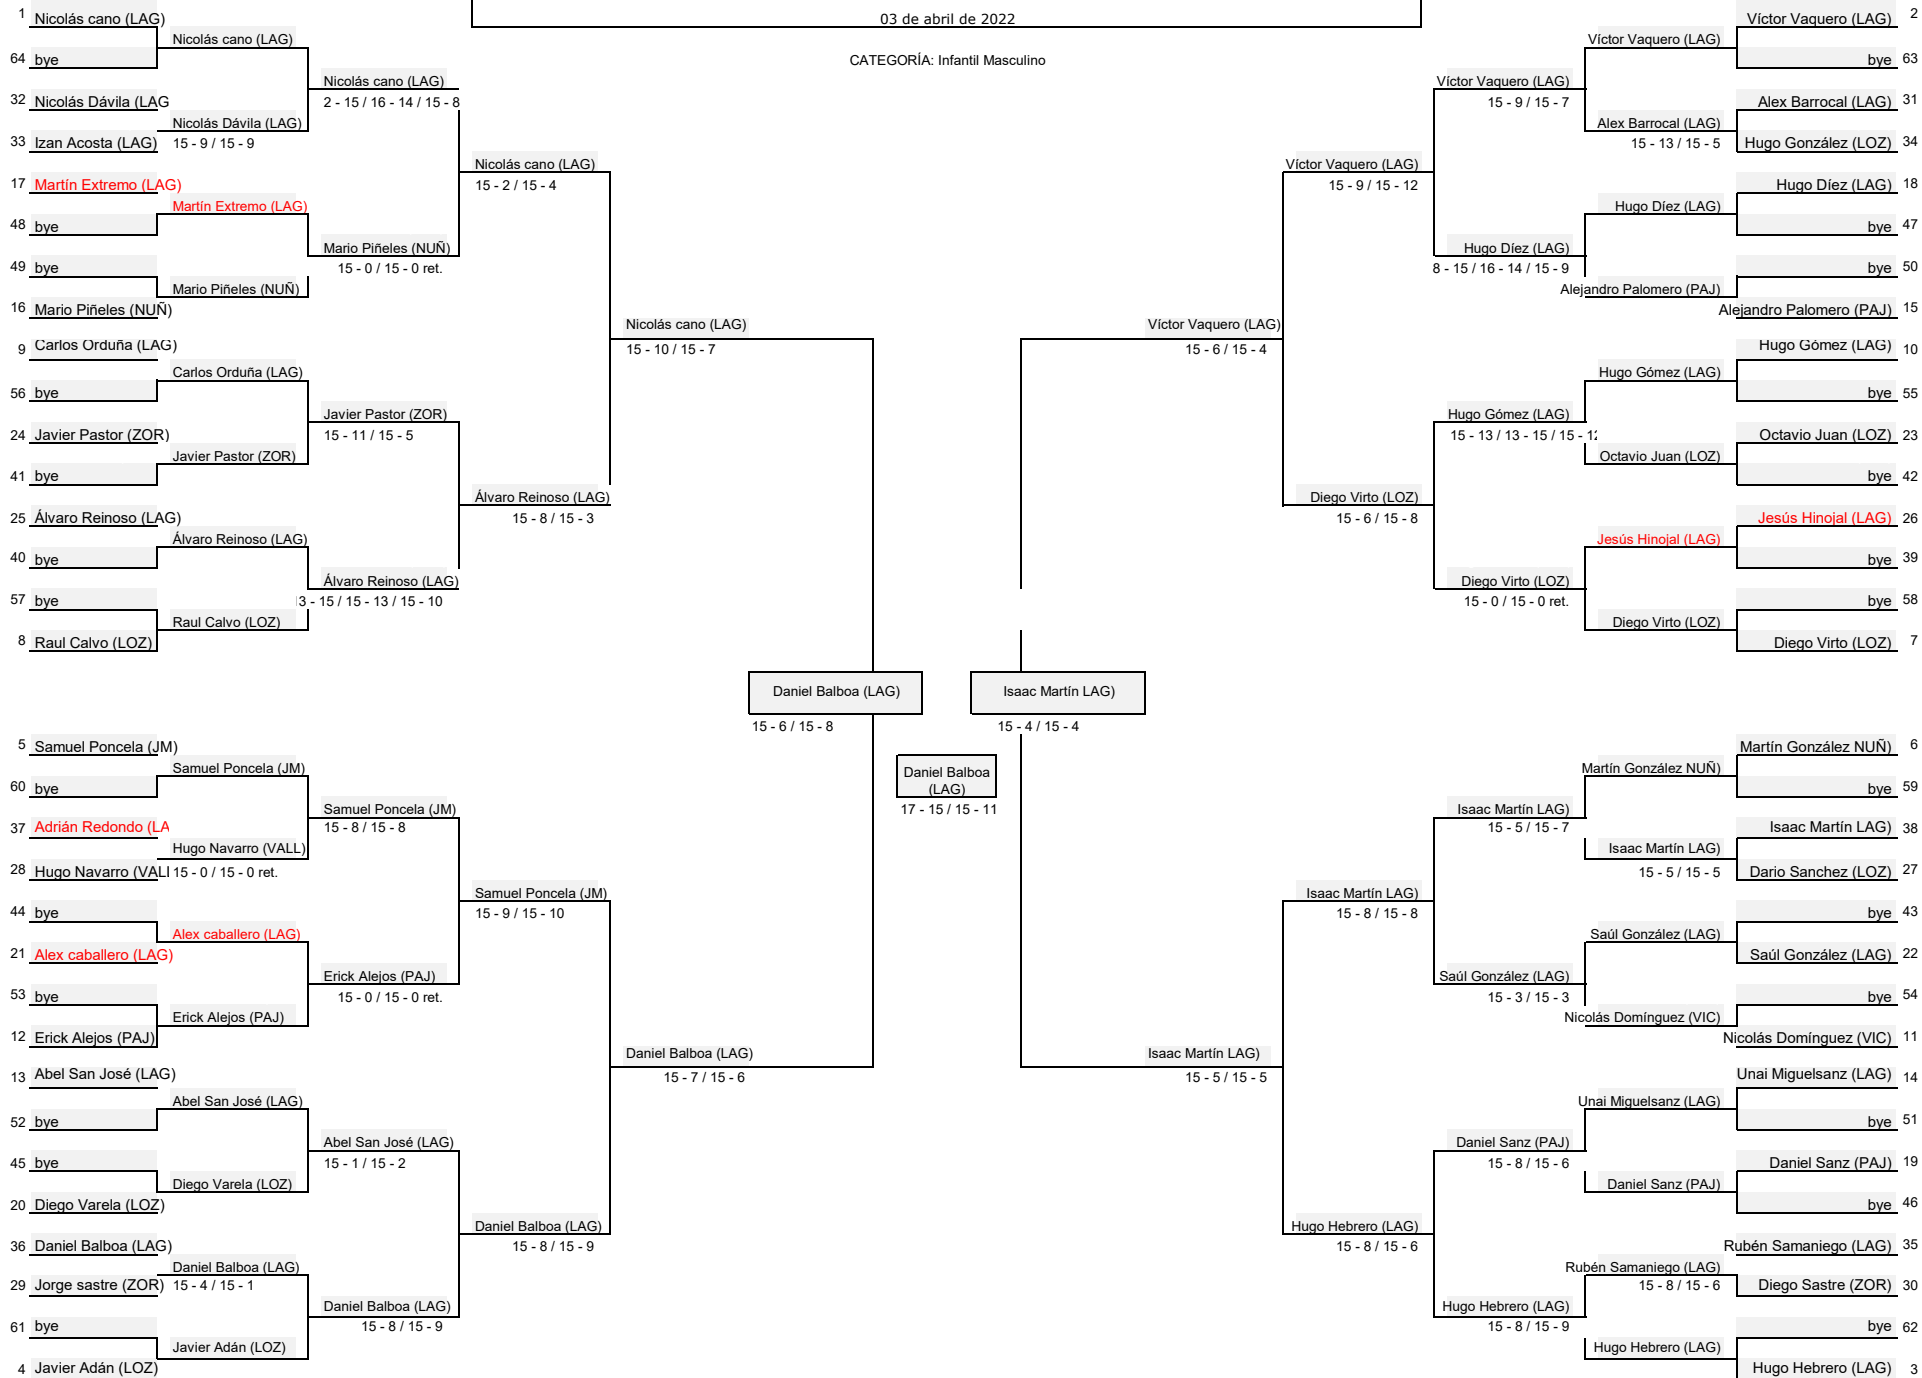 03 de abril de 2022
CATEGORÍA: Infantil Masculino
1 Nicolás cano (LAG)
Nicolás cano (LAG)
64 bye
Nicolás cano (LAG)
2 - 15 / 16 - 14 / 15 - 8
32 Nicolás Dávila (LAG
Nicolás Dávila (LAG)
33 Izan Acosta (LAG) 15 - 9 / 15 - 9
Nicolás cano (LAG)
15 - 2 / 15 - 4
17 Martín Extremo (LAG)
Martín Extremo (LAG)
48 bye
Mario Piñeles (NUÑ)
15 - 0 / 15 - 0 ret.
49 bye
Mario Piñeles (NUÑ)
16 Mario Piñeles (NUÑ)
Nicolás cano (LAG)
15 - 10 / 15 - 7
9 Carlos Orduña (LAG)
Carlos Orduña (LAG)
56 bye
Javier Pastor (ZOR)
15 - 11 / 15 - 5
24 Javier Pastor (ZOR)
Javier Pastor (ZOR)
41 bye
Álvaro Reinoso (LAG)
15 - 8 / 15 - 3
25 Álvaro Reinoso (LAG)
Álvaro Reinoso (LAG)
40 bye
Álvaro Reinoso (LAG)
3 - 15 / 15 - 13 / 15 - 10
57 bye
Raul Calvo (LOZ)
8 Raul Calvo (LOZ)
Daniel Balboa (LAG)
15 - 6 / 15 - 8
5 Samuel Poncela (JM)
Samuel Poncela (JM)
60 bye
Samuel Poncela (JM)
15 - 8 / 15 - 8
37 Adrián Redondo (LA
Hugo Navarro (VALL)
28 Hugo Navarro (VALI 15 - 0 / 15 - 0 ret.
Samuel Poncela (JM)
15 - 9 / 15 - 10
44 bye
Alex caballero (LAG)
21 Alex caballero (LAG)
Erick Alejos (PAJ)
15 - 0 / 15 - 0 ret.
53 bye
Erick Alejos (PAJ)
12 Erick Alejos (PAJ)
Daniel Balboa (LAG)
15 - 7 / 15 - 6
13 Abel San José (LAG)
Abel San José (LAG)
52 bye
Abel San José (LAG)
15 - 1 / 15 - 2
45 bye
Diego Varela (LOZ)
20 Diego Varela (LOZ)
Daniel Balboa (LAG)
15 - 8 / 15 - 9
36 Daniel Balboa (LAG)
Daniel Balboa (LAG)
29 Jorge sastre (ZOR) 15 - 4 / 15 - 1
Daniel Balboa (LAG)
15 - 8 / 15 - 9
61 bye
Javier Adán (LOZ)
4 Javier Adán (LOZ)
Daniel Balboa
(LAG)
17 - 15 / 15 - 11
Víctor Vaquero (LAG) 2
Víctor Vaquero (LAG)
bye 63
Víctor Vaquero (LAG)
15 - 9 / 15 - 7
Alex Barrocal (LAG) 31
Alex Barrocal (LAG)
15 - 13 / 15 - 5 Hugo González (LOZ) 34
Víctor Vaquero (LAG)
15 - 9 / 15 - 12
Hugo Díez (LAG) 18
Hugo Díez (LAG)
bye 47
Hugo Díez (LAG)
8 - 15 / 16 - 14 / 15 - 9
bye 50
Alejandro Palomero (PAJ)
Alejandro Palomero (PAJ) 15
Víctor Vaquero (LAG)
15 - 6 / 15 - 4
Hugo Gómez (LAG) 10
Hugo Gómez (LAG)
bye 55
Hugo Gómez (LAG)
15 - 13 / 13 - 15 / 15 - 12
Octavio Juan (LOZ) 23
Octavio Juan (LOZ)
bye 42
Diego Virto (LOZ)
15 - 6 / 15 - 8
Jesús Hinojal (LAG) 26
Jesús Hinojal (LAG)
bye 39
Diego Virto (LOZ)
15 - 0 / 15 - 0 ret.
bye 58
Diego Virto (LOZ)
Diego Virto (LOZ) 7
Isaac Martín LAG)
15 - 4 / 15 - 4
Martín González NUÑ) 6
Martín González NUÑ)
bye 59
Isaac Martín LAG)
15 - 5 / 15 - 7
Isaac Martín LAG) 38
Isaac Martín LAG)
15 - 5 / 15 - 5 Dario Sanchez (LOZ) 27
Isaac Martín LAG)
15 - 8 / 15 - 8
bye 43
Saúl González (LAG)
Saúl González (LAG) 22
Saúl González (LAG)
15 - 3 / 15 - 3
bye 54
Nicolás Domínguez (VIC)
Nicolás Domínguez (VIC) 11
Isaac Martín LAG)
15 - 5 / 15 - 5
Unai Miguelsanz (LAG) 14
Unai Miguelsanz (LAG)
bye 51
Daniel Sanz (PAJ)
15 - 8 / 15 - 6
Daniel Sanz (PAJ) 19
Daniel Sanz (PAJ)
bye 46
Hugo Hebrero (LAG)
15 - 8 / 15 - 6
Rubén Samaniego (LAG) 35
Rubén Samaniego (LAG)
15 - 8 / 15 - 6 Diego Sastre (ZOR) 30
Hugo Hebrero (LAG)
15 - 8 / 15 - 9
bye 62
Hugo Hebrero (LAG)
Hugo Hebrero (LAG) 3